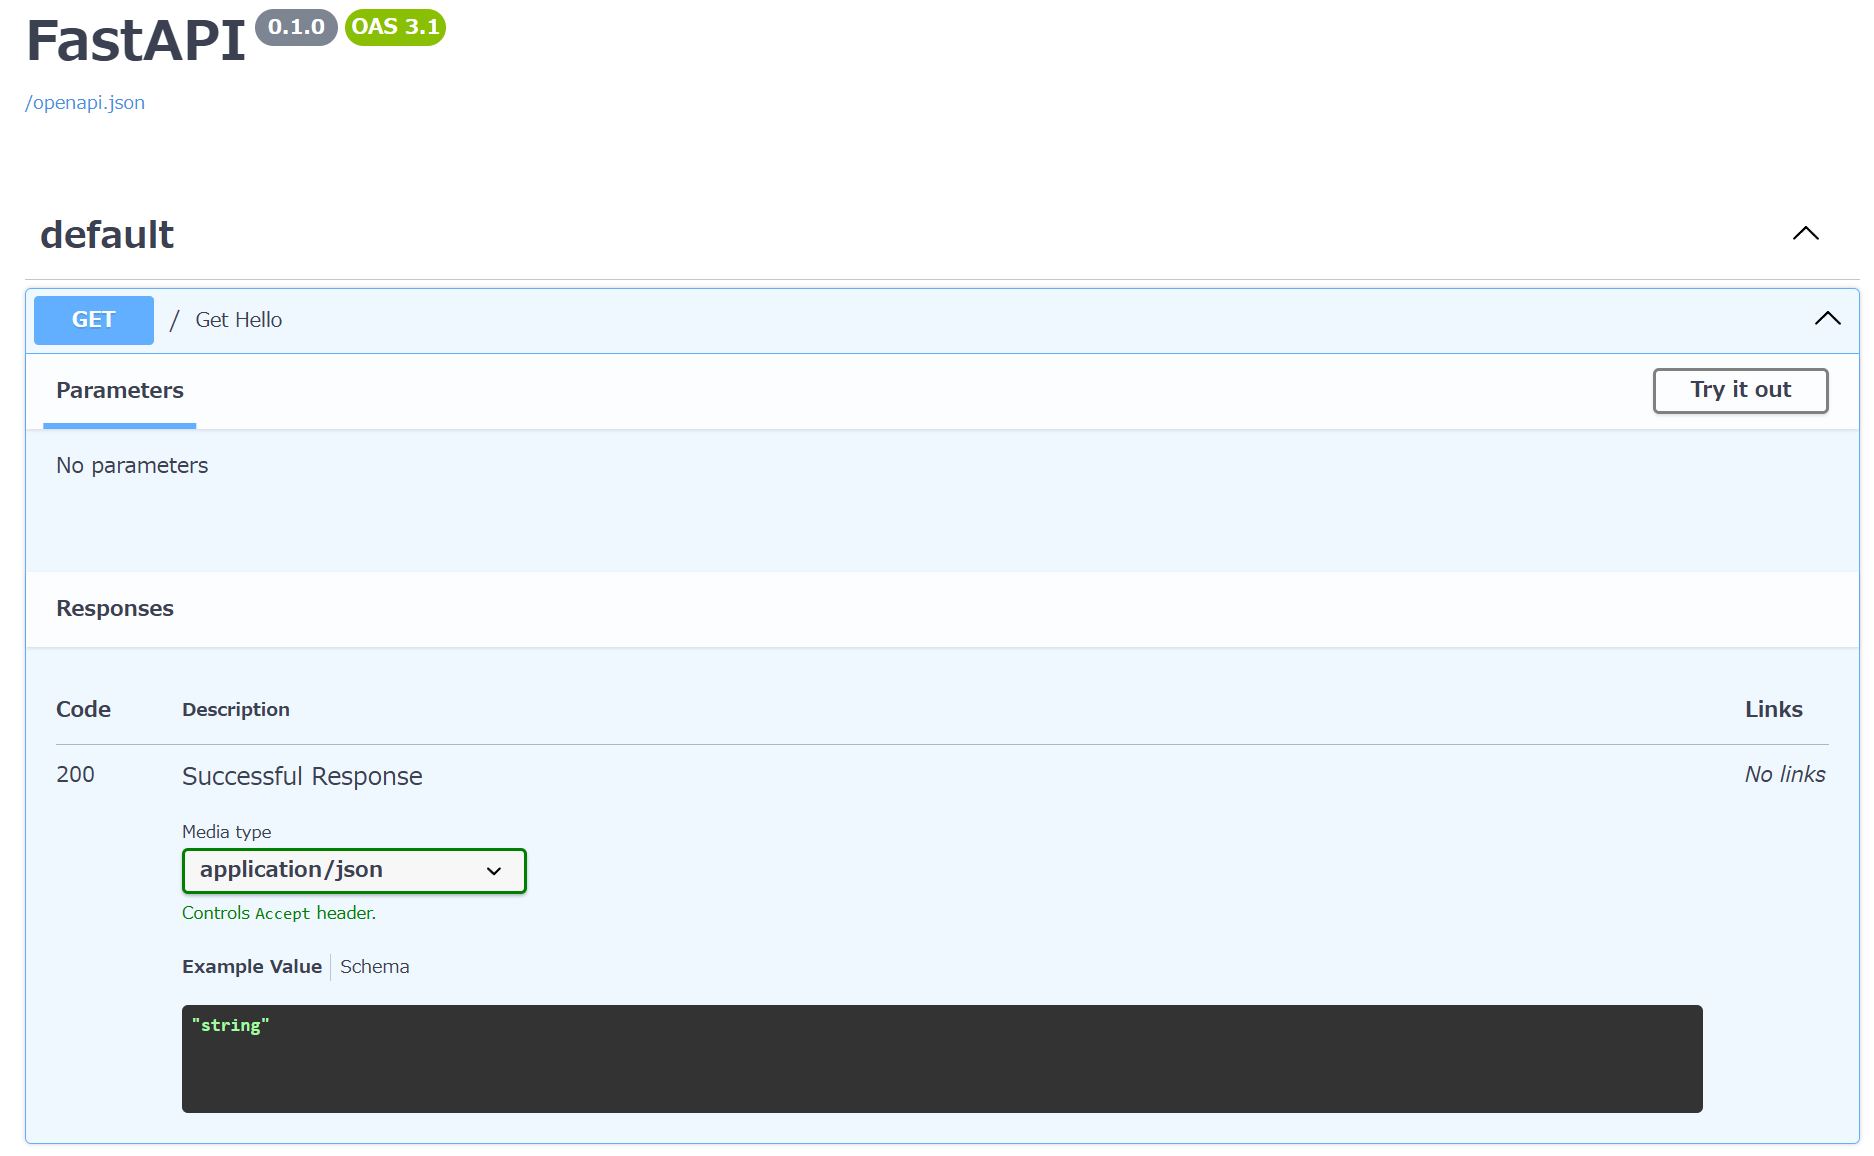 FastAPI 0.1.0 OAS 3.1
/openapi.json
default
GET / Get Hello
Parameters Try it out
No parameters
Responses
Code Description Links
200 Successful Response No links
Media type
application/json
Controls Accept header.
Example Value Schema
"string"